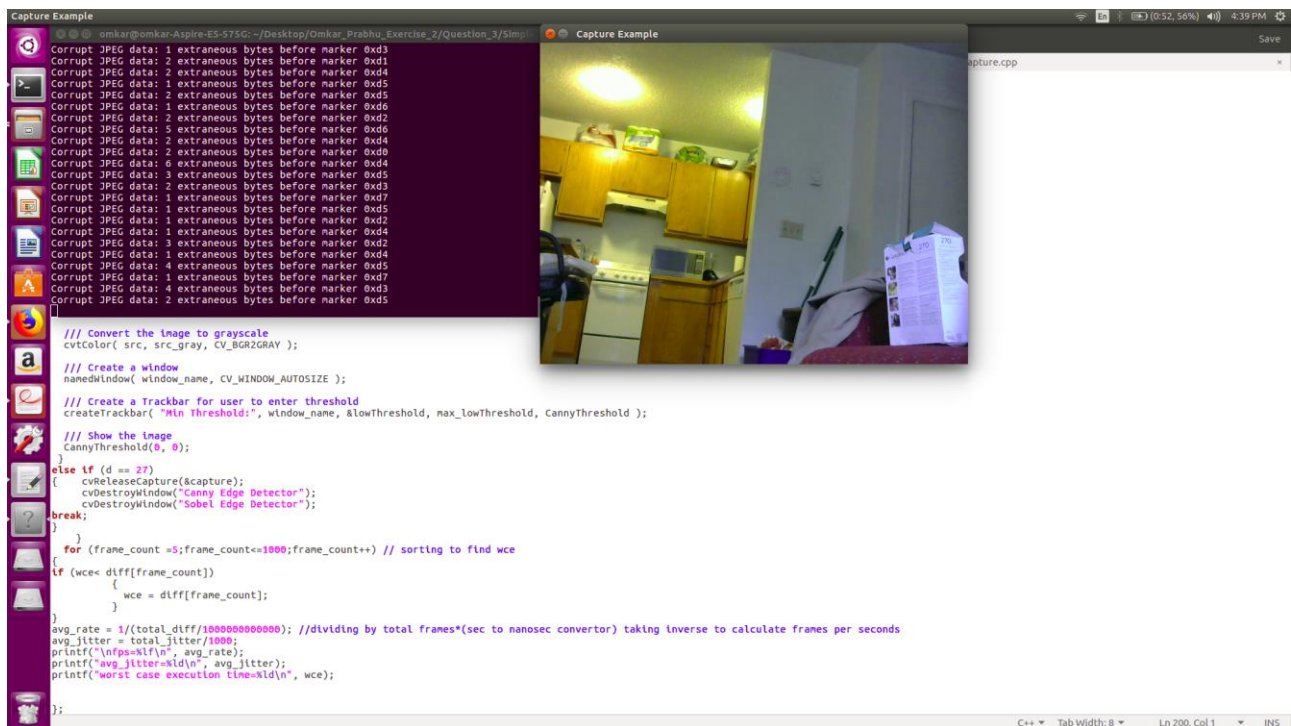 Capture Example
En
(0:52, 56%)
4:39 PM
omkar@omkar-Aspire-E5-575G: ~/Desktop/Omkar_Prabhu_Exercise_2/Question_3/Simpl
Capture Example
Save
apture.cpp
Corrupt JPEG data: 1 extraneous bytes before marker 0xd3
Corrupt JPEG data: 2 extraneous bytes before marker 0xd1
Corrupt JPEG data: 2 extraneous bytes before marker 0xd4
Corrupt JPEG data: 1 extraneous bytes before marker 0xd5
Corrupt JPEG data: 2 extraneous bytes before marker 0xd5
Corrupt JPEG data: 1 extraneous bytes before marker 0xd6
Corrupt JPEG data: 2 extraneous bytes before marker 0xd2
Corrupt JPEG data: 5 extraneous bytes before marker 0xd6
Corrupt JPEG data: 2 extraneous bytes before marker 0xd4
Corrupt JPEG data: 2 extraneous bytes before marker 0xd0
Corrupt JPEG data: 6 extraneous bytes before marker 0xd4
Corrupt JPEG data: 3 extraneous bytes before marker 0xd5
Corrupt JPEG data: 2 extraneous bytes before marker 0xd3
Corrupt JPEG data: 1 extraneous bytes before marker 0xd7
Corrupt JPEG data: 1 extraneous bytes before marker 0xd5
Corrupt JPEG data: 1 extraneous bytes before marker 0xd2
Corrupt JPEG data: 1 extraneous bytes before marker 0xd4
Corrupt JPEG data: 3 extraneous bytes before marker 0xd2
Corrupt JPEG data: 1 extraneous bytes before marker 0xd4
Corrupt JPEG data: 4 extraneous bytes before marker 0xd5
Corrupt JPEG data: 1 extraneous bytes before marker 0xd7
Corrupt JPEG data: 4 extraneous bytes before marker 0xd3
Corrupt JPEG data: 2 extraneous bytes before marker 0xd5
270
270
/// Convert the image to grayscale
cvtColor( src, src_gray, CV_BGR2GRAY );
/// Create a window
namedWindow( window_name, CV_WINDOW_AUTOSIZE );
/// Create a Trackbar for user to enter threshold
createTrackbar( "Min Threshold:", window_name, &lowThreshold, max_lowThreshold, CannyThreshold );
/// Show the image
CannyThreshold(0, 0);
}
else if (d == 27)
{ cvReleaseCapture(&capture);
cvDestroyWindow("Canny Edge Detector");
cvDestroyWindow("Sobel Edge Detector");
break;
}
}
for (frame_count =5;frame_count<=1000;frame_count++) // sorting to find wce
{
if (wce< diff[frame_count])
{
wce = diff[frame_count];
}
}
avg_rate = 1/(total_diff/1000000000000); //dividing by total frames*(sec to nanosec convertor) taking inverse to calculate frames per seconds
avg_jitter = total_jitter/1000;
printf("\nfps=%lf\n", avg_rate);
printf("avg_jitter=%ld\n", avg_jitter);
printf("worst case execution time=%ld\n", wce);
};
C++ Tab Width: 8 Ln 200, Col 1 INS